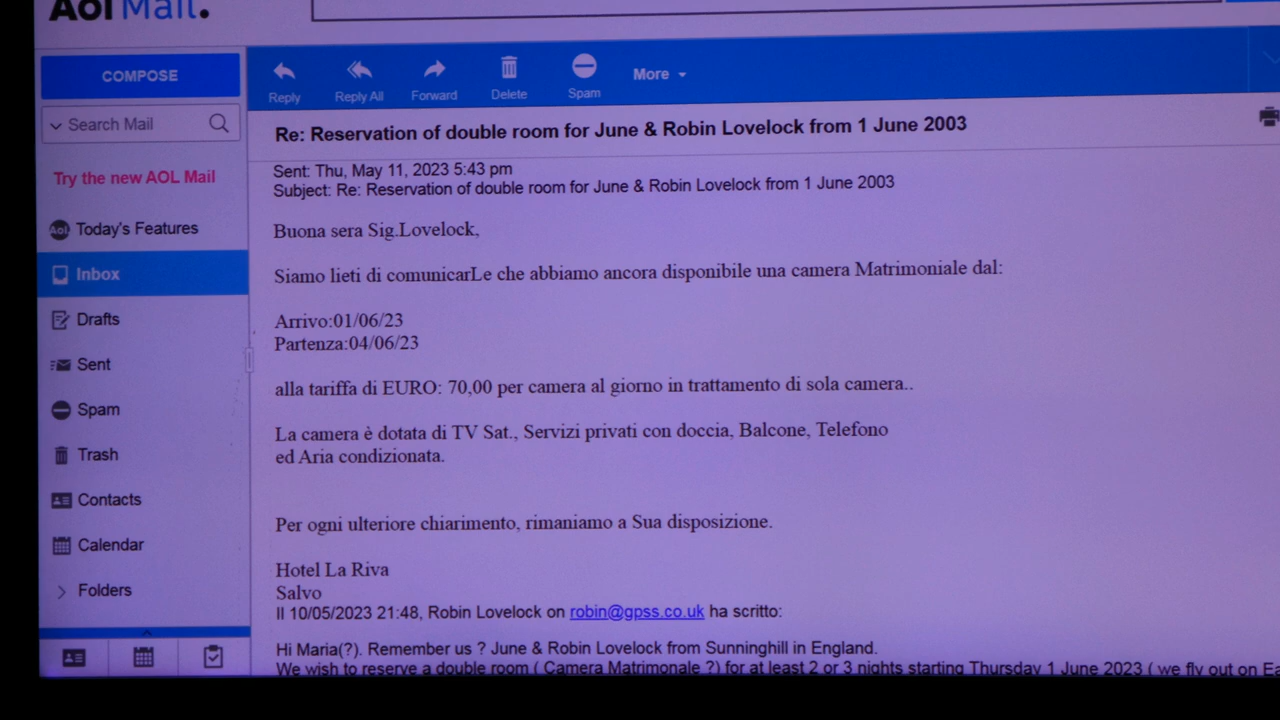 Aol Mail.
COMPOSE
Search Mail
Try the new AOL Mail
Aol. Today's Features
Inbox
Drafts
Sent
Spam
Trash
Contacts
Calendar
Folders
Reply
Reply All
Forward
Delete
Spam
More
Re: Reservation of double room for June & Robin Lovelock from 1 June 2003
Sent: Thu, May 11, 2023 5:43 pm
Subject: Re: Reservation of double room for June & Robin Lovelock from 1 June 2003
Buona sera Sig.Lovelock,
Siamo lieti di comunicarLe che abbiamo ancora disponibile una camera Matrimoniale dal:
Arrivo:01/06/23
Partenza:04/06/23
alla tariffa di EURO: 70,00 per camera al giorno in trattamento di sola camera..
La camera è dotata di TV Sat., Servizi privati con doccia, Balcone, Telefono
ed Aria condizionata.
Per ogni ulteriore chiarimento, rimaniamo a Sua disposizione.
Hotel La Riva
Salvo
Il 10/05/2023 21:48, Robin Lovelock on robin@gpss.co.uk ha scritto:
Hi Maria(?). Remember us ? June & Robin Lovelock from Sunninghill in England.
We wish to reserve a double room ( Camera Matrimonale ?) for at least 2 or 3 nights starting Thursday 1 June 2023 ( we fly out on